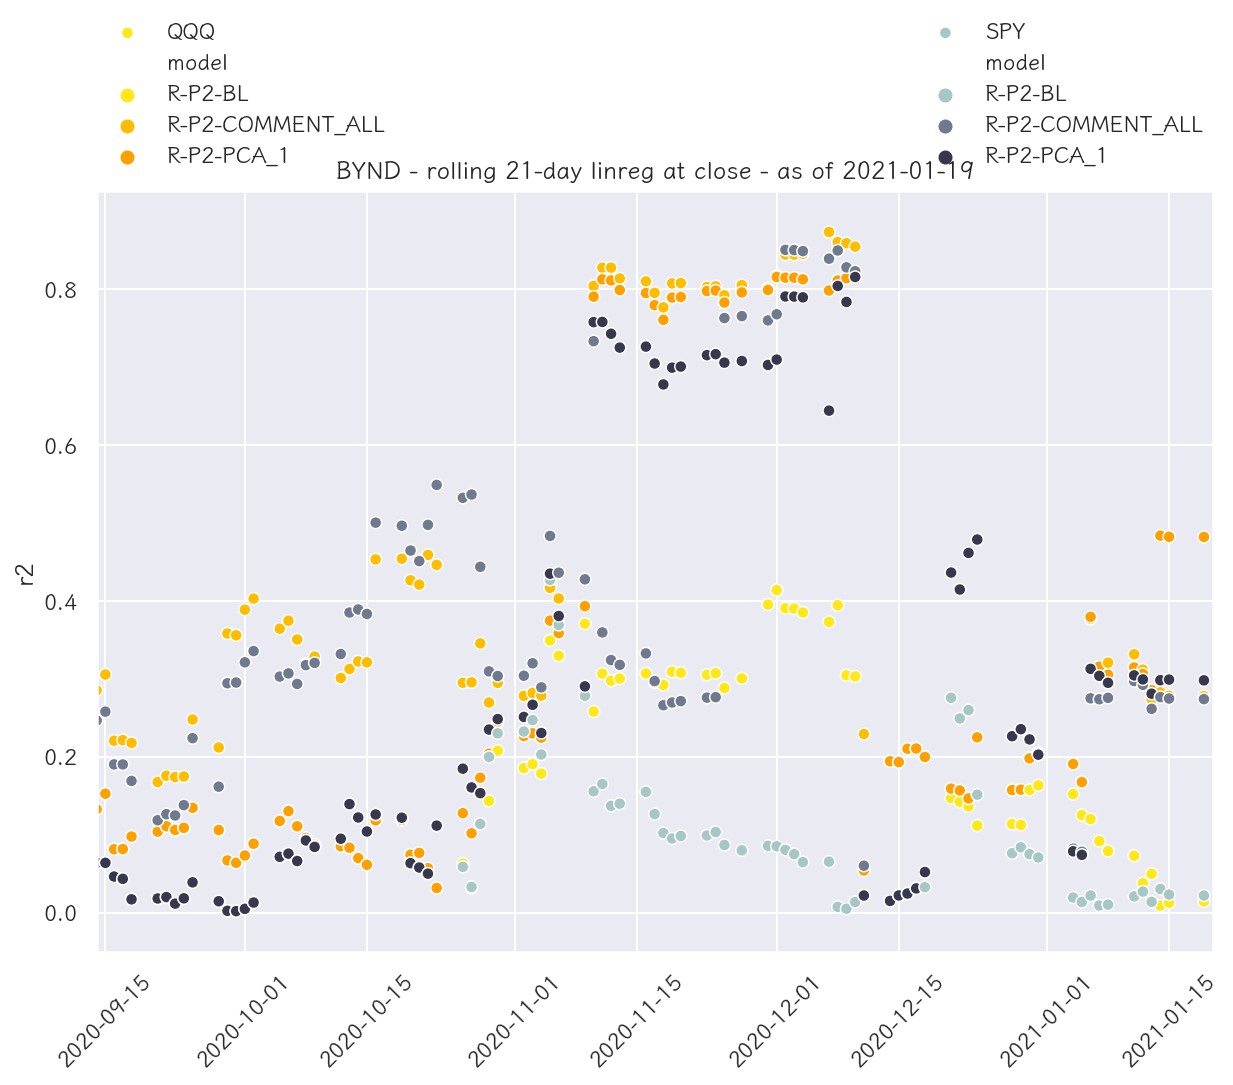 QQQ
model
R-P2-BL
R-P2-COMMENT_ALL
R-P2-PCA_1
SPY
model
R-P2-BL
R-P2-COMMENT_ALL
R-P2-PCA_1
BYND - rolling 21-day linreg at close - as of 2021-01-19
0.8
0.6
0.4
0.2
0.0
r2
2020-09-15
2020-10-01
2020-10-15
2020-11-01
2020-11-15
2020-12-01
2020-12-15
2021-01-01
2021-01-15